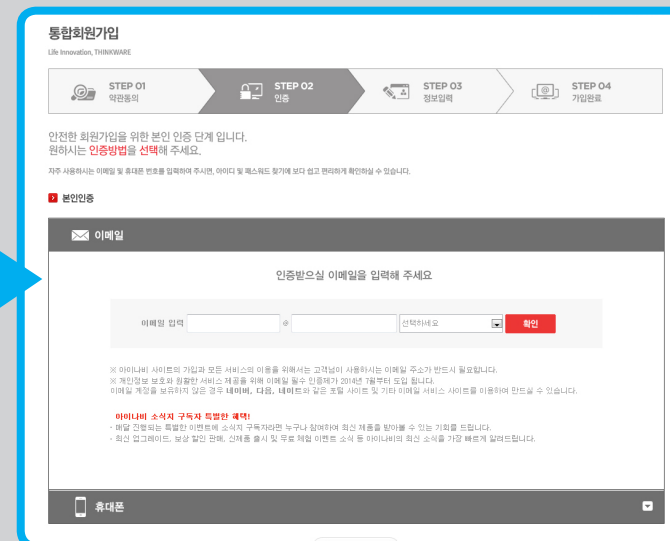 통합회원가입
Life Innovation, THINKWARE
STEP 01
약관동의
STEP 02
인증
STEP 03
정보입력
STEP 04
가입완료
안전한 회원가입을 위한 본인 인증 단계 입니다.
원하시는 인증방법을 선택해 주세요.
자주 사용하시는 이메일 및 휴대폰 번호를 입력하여 주시면, 아이디 및 패스워드 찾기에 보다 쉽고 편리하게 확인하실 수 있습니다.
본인인증
이메일
인증받으실 이메일을 입력해 주세요
이메일 입력 @ 선택하세요 확인
※ 아이나비 사이트의 가입과 모든 서비스의 이용을 위해서는 고객님이 사용하시는 이메일 주소가 반드시 필요합니다.
※ 개인정보 보호와 원활한 서비스 제공을 위해 이메일 필수 인증제가 2014년 7월부터 도입 됩니다.
이메일 계정을 보유하지 않은 경우 네이버, 다음, 네이트와 같은 포털 사이트 및 기타 이메일 서비스 사이트를 이용하여 만드실 수 있습니다.
아이나비 소식지 구독자 특별한 혜택!
- 매달 진행되는 특별한 이벤트에 소식지 구독자라면 누구나 참여하여 최신 제품을 받아볼 수 있는 기회를 드립니다.
- 최신 업그레이드, 보상 할인 판매, 신제품 출시 및 무료 체험 이벤트 소식 등 아이나비의 최신 소식을 가장 빠르게 알려드립니다.
휴대폰